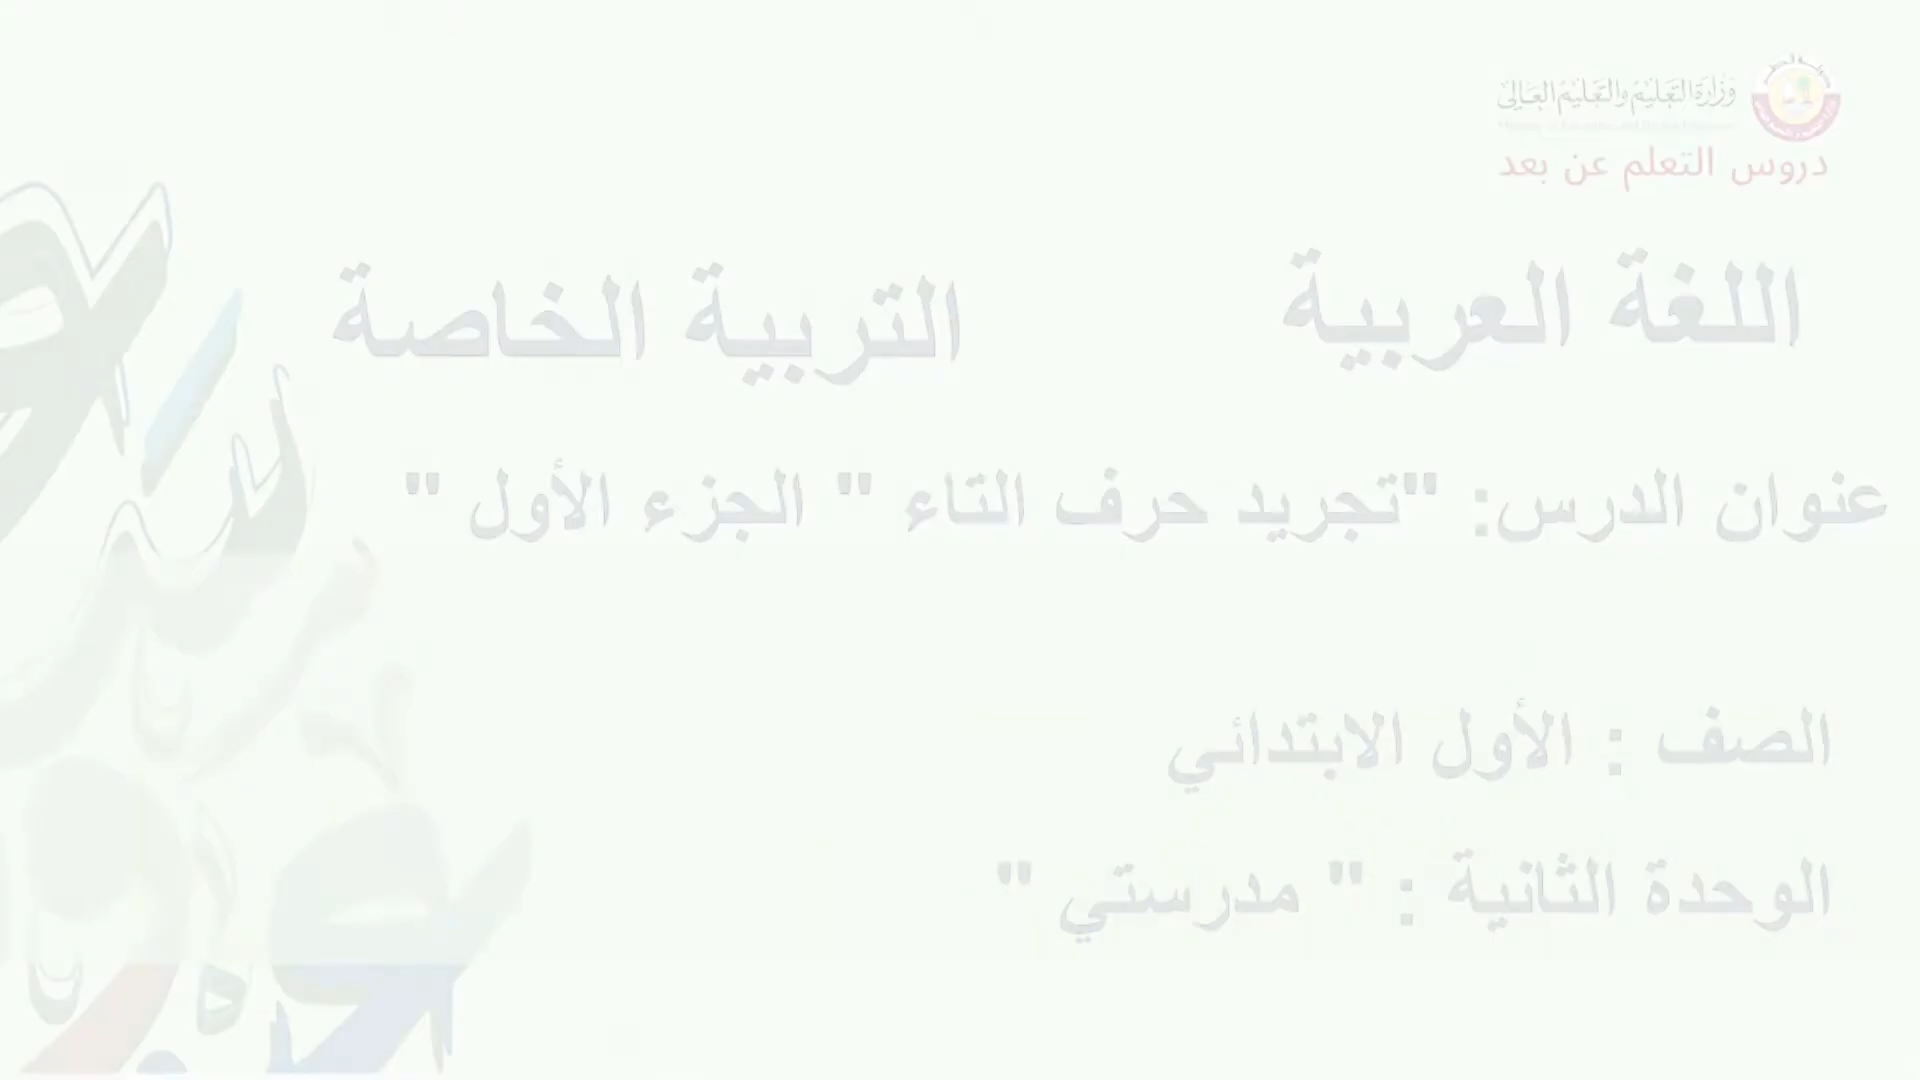 وزارة التعليم والتعليم العالي
دروس التعلم عن بعد
اللغة العربية
التربية الخاصة
عنوان الدرس: "تجريد حرف التاء " الجزء الأول "
الصف : الأول الابتدائي
الوحدة الثانية : " مدرستي "